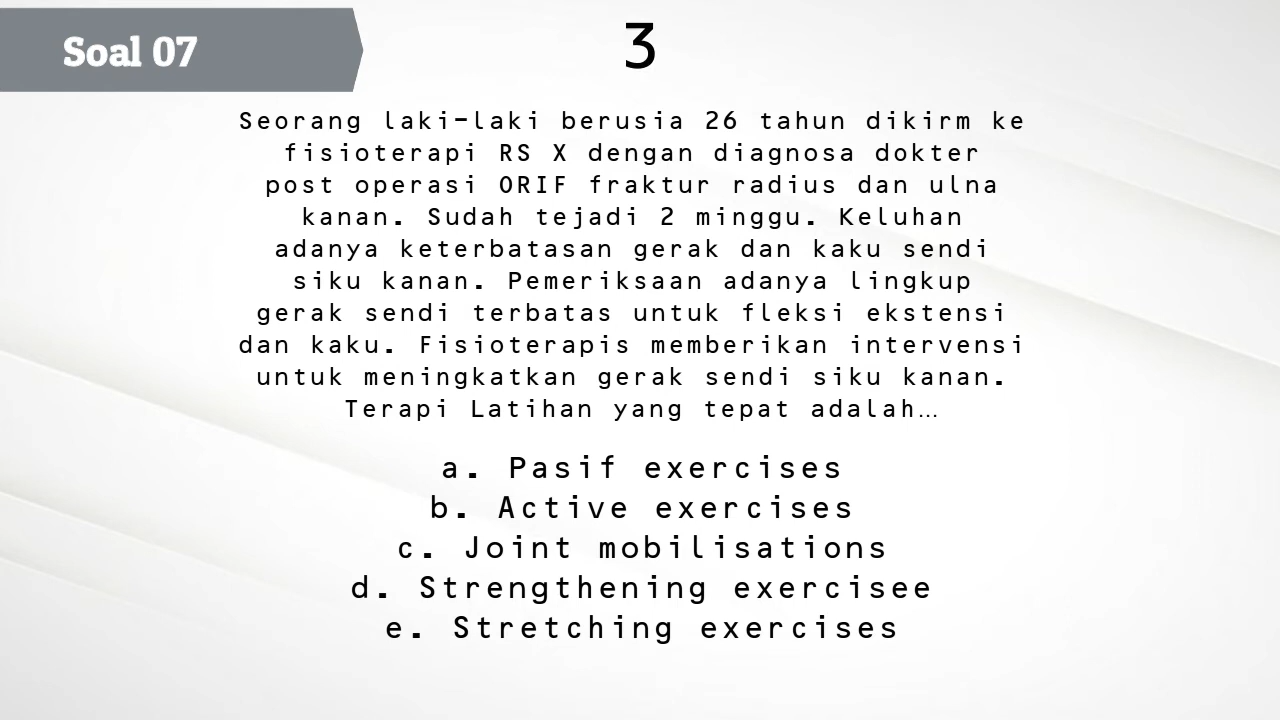 Soal 07
3
Seorang laki-laki berusia 26 tahun dikirm ke
fisioterapi RS X dengan diagnosa dokter
post operasi ORIF fraktur radius dan ulna
kanan. Sudah tejadi 2 minggu. Keluhan
adanya keterbatasan gerak dan kaku sendi
siku kanan. Pemeriksaan adanya lingkup
gerak sendi terbatas untuk fleksi ekstensi
dan kaku. Fisioterapis memberikan intervensi
untuk meningkatkan gerak sendi siku kanan.
Terapi Latihan yang tepat adalah…
a. Pasif exercises
b. Active exercises
c. Joint mobilisations
d. Strengthening exercisee
e. Stretching exercises